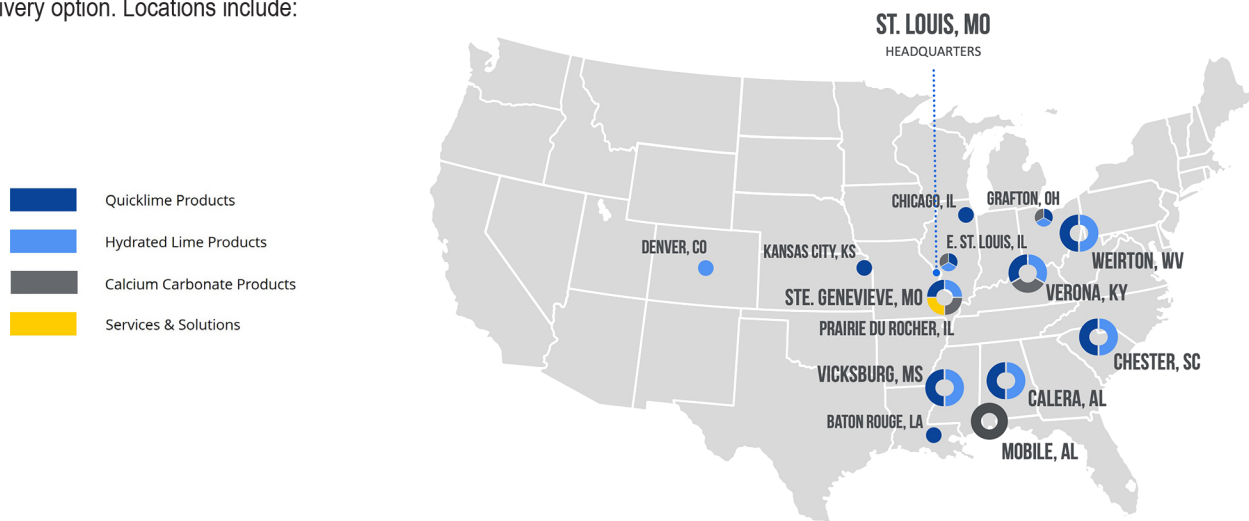 ivery option. Locations include:
ST. LOUIS, MO
HEADQUARTERS
Quicklime Products
Hydrated Lime Products
Calcium Carbonate Products
Services & Solutions
CHICAGO, IL
GRAFTON, OH
DENVER, CO
KANSAS CITY, KS
E. ST. LOUIS, IL
WEIRTON, WV
STE. GENEVIEVE, MO
VERONA, KY
PRAIRIE DU ROCHER, IL
CHESTER, SC
VICKSBURG, MS
CALERA, AL
BATON ROUGE, LA
MOBILE, AL